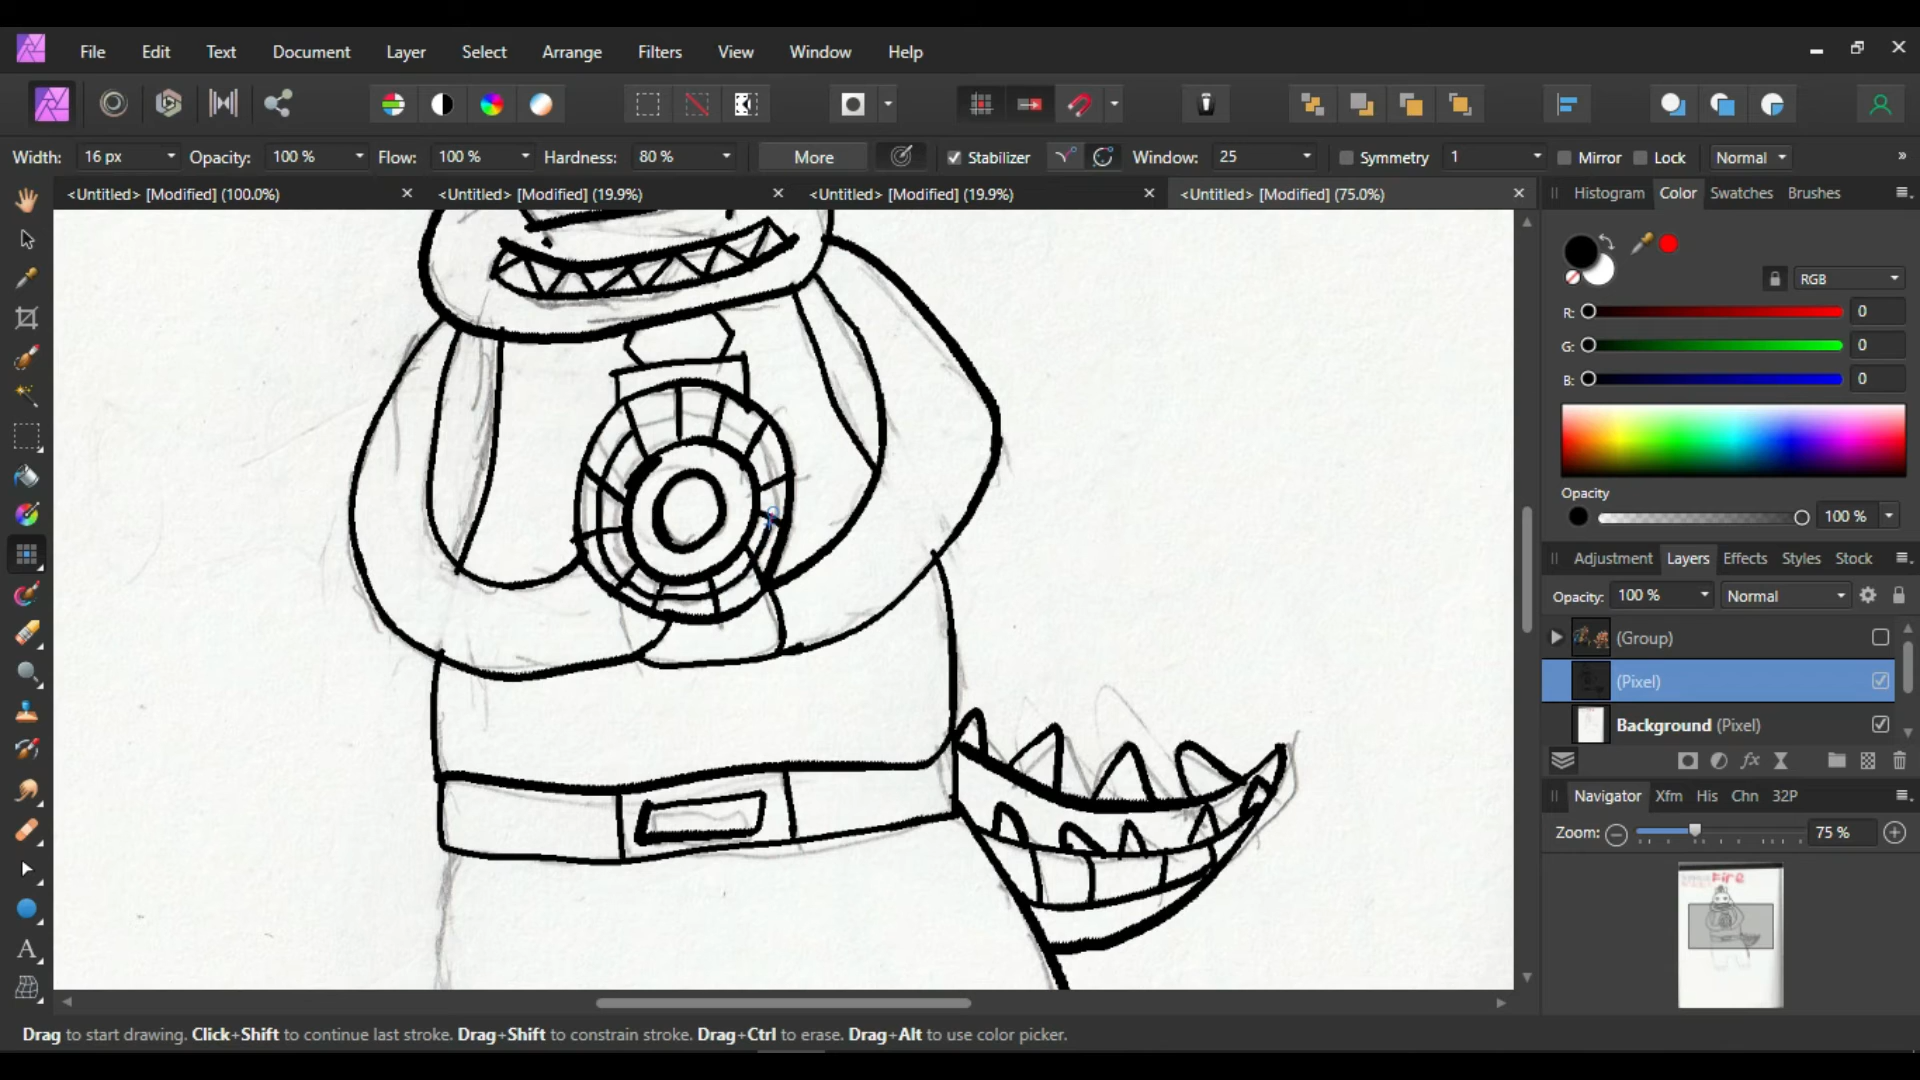 File Edit Text Document Layer Select Arrange Filters View Window Help
Width: 16 px Opacity: 100 % Flow: 100 % Hardness: 80 % More Stabilizer Window: 25 Symmetry 1 Mirror Lock Normal »
<Untitled> [Modified] (100.0%) <Untitled> [Modified] (19.9%) <Untitled> [Modified] (19.9%) <Untitled> [Modified] (75.0%)
Histogram Color Swatches Brushes
RGB
R: 0
G: 0
B: 0
Opacity
100 %
Adjustment Layers Effects Styles Stock
Opacity: 100 % Normal
(Group)
(Pixel)
Background (Pixel)
fx
Navigator Xfm His Chn 32P
Zoom: 75 %
Fire
A
Drag to start drawing. Click+Shift to continue last stroke. Drag+Shift to constrain stroke. Drag+Ctrl to erase. Drag+Alt to use color picker.